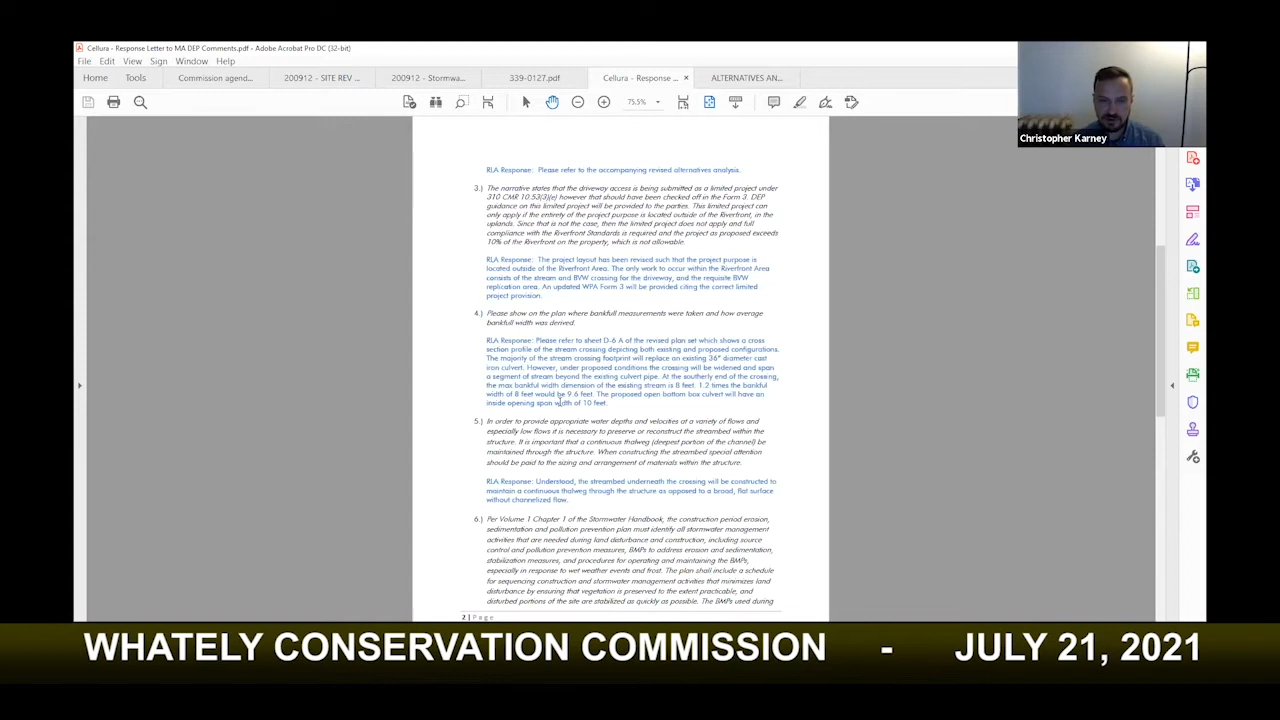 Cellura - Response Letter to MA DEP Comments.pdf - Adobe Acrobat Pro DC (32-bit)
File Edit View Sign Window Help
Home Tools Commission agend... 200912 - SITE REV ... 200912 - Stormwa... 339-0127.pdf Cellura - Response ... × ALTERNATIVES AN...
75.5%
Christopher Karney
RLA Response: Please refer to the accompanying revised alternatives analysis.
3.) The narrative states that the driveway access is being submitted as a limited project under
310 CMR 10.53(3)(e) however that should have been checked off in the Form 3. DEP
guidance on this limited project will be provided to the parties. This limited project can
only apply if the entirety of the project purpose is located outside of the Riverfront, in the
uplands. Since that is not the case, then the limited project does not apply and full
compliance with the Riverfront Standards is required and the project as proposed exceeds
10% of the Riverfront on the property, which is not allowable.
RLA Response: The project layout has been revised such that the project purpose is
located outside of the Riverfront Area. The only work to occur within the Riverfront Area
consists of the stream and BVW crossing for the driveway, and the requisite BVW
replication area. An updated WPA Form 3 will be provided citing the correct limited
project provision.
4.) Please show on the plan where bankfull measurements were taken and how average
bankfull width was derived.
RLA Response: Please refer to sheet D-6 A of the revised plan set which shows a cross
section profile of the stream crossing depicting both existing and proposed configurations.
The majority of the stream crossing footprint will replace an existing 36" diameter cast
iron culvert. However, under proposed conditions the crossing will be widened and span
a segment of stream beyond the existing culvert pipe. At the southerly end of the crossing,
the max bankful width dimension of the existing stream is 8 feet. 1.2 times the bankful
width of 8 feet would be 9.6 feet. The proposed open bottom box culvert will have an
inside opening span width of 10 feet.
5.) In order to provide appropriate water depths and velocities at a variety of flows and
especially low flows it is necessary to preserve or reconstruct the streambed within the
structure. It is important that a continuous thalweg (deepest portion of the channel) be
maintained through the structure. When constructing the streambed special attention
should be paid to the sizing and arrangement of materials within the structure.
RLA Response: Understood, the streambed underneath the crossing will be constructed to
maintain a continuous thalweg through the structure as opposed to a broad, flat surface
without channelized flow.
6.) Per Volume 1 Chapter 1 of the Stormwater Handbook, the construction period erosion,
sedimentation and pollution prevention plan must identify all stormwater management
activities that are needed during land disturbance and construction, including source
control and pollution prevention measures, BMPs to address erosion and sedimentation,
stabilization measures, and procedures for operating and maintaining the BMPs,
especially in response to wet weather events and frost. The plan shall include a schedule
for sequencing construction and stormwater management activities that minimizes land
disturbance by ensuring that vegetation is preserved to the extent practicable, and
disturbed portions of the site are stabilized as quickly as possible. The BMPs used during
2 | Page
WHATELY CONSERVATION COMMISSION - JULY 21, 2021